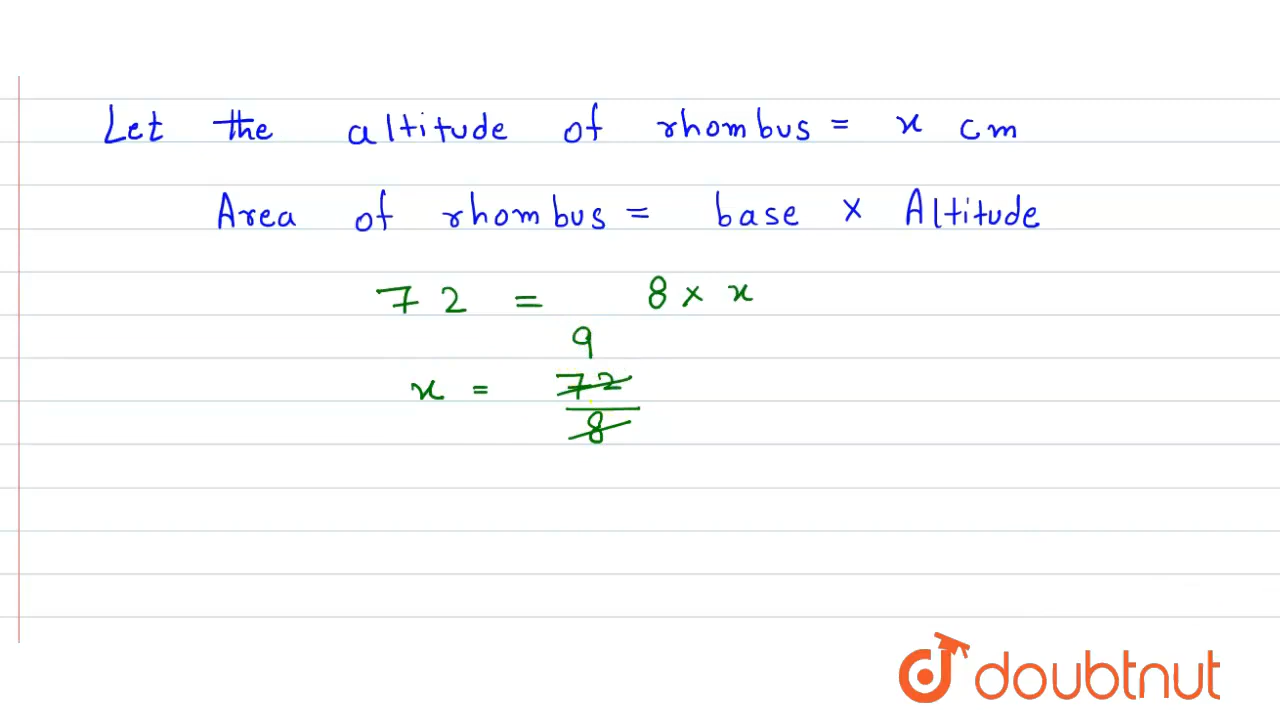 Let the altitude of rhombus = x cm
Area of rhombus = base × Altitude
72 = 8 × x
9
x = 72
8
doubtnut